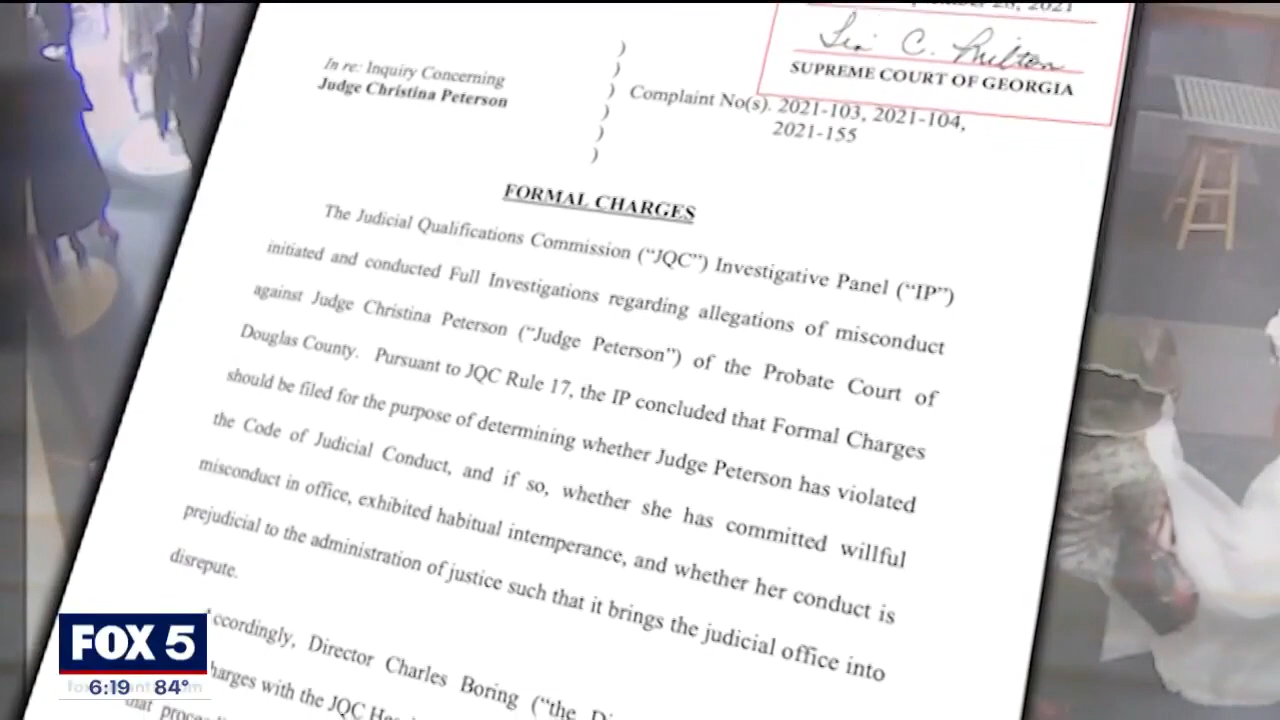 28, 2021
SUPREME COURT OF GEORGIA
In re: Inquiry Concerning
Judge Christina Peterson
)
)
)
)
)
)
Complaint No(s). 2021-103, 2021-104,
2021-155
FORMAL CHARGES
The Judicial Qualifications Commission (“JQC”) Investigative Panel (“IP”)
initiated and conducted Full Investigations regarding allegations of misconduct
against Judge Christina Peterson (“Judge Peterson”) of the Probate Court of
Douglas County. Pursuant to JQC Rule 17, the IP concluded that Formal Charges
should be filed for the purpose of determining whether Judge Peterson has violated
the Code of Judicial Conduct, and if so, whether she has committed willful
misconduct in office, exhibited habitual intemperance, and whether her conduct is
prejudicial to the administration of justice such that it brings the judicial office into
disrepute.
ccordingly, Director Charles Boring (“the
harges with the JQC
that
FOX 5
6:19 84°